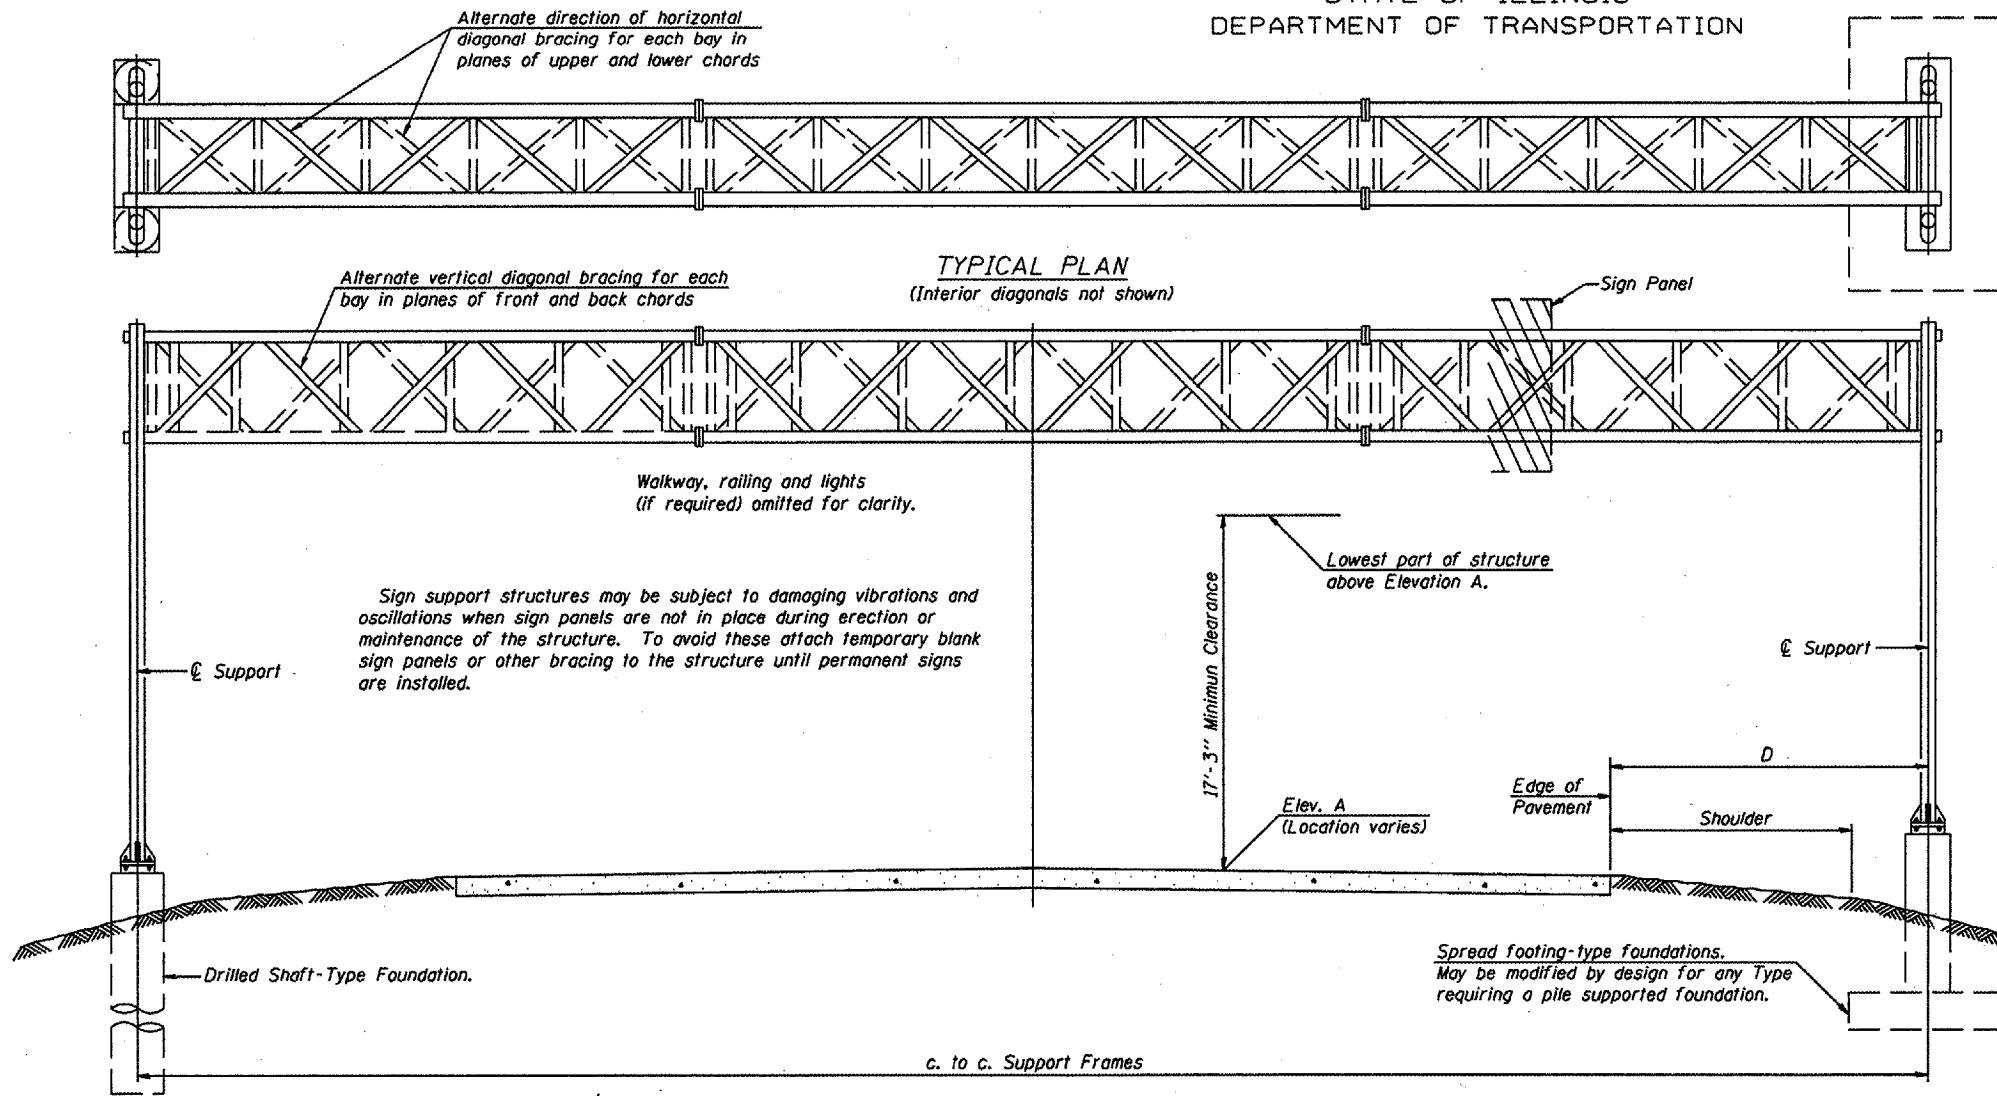 STATE OF ILLINOIS
DEPARTMENT OF TRANSPORTATION
Alternate direction of horizontal
diagonal bracing for each bay in
planes of upper and lower chords
TYPICAL PLAN
(Interior diagonals not shown)
Alternate vertical diagonal bracing for each
bay in planes of front and back chords
Sign Panel
Walkway, railing and lights
(if required) omitted for clarity.
Lowest part of structure
above Elevation A.
Sign support structures may be subject to damaging vibrations and
oscillations when sign panels are not in place during erection or
maintenance of the structure. To avoid these attach temporary blank
sign panels or other bracing to the structure until permanent signs
are installed.
17'-3" Minimun Clearance
℄ Support
℄ Support
D
Edge of
Pavement
Shoulder
Elev. A
(Location varies)
Drilled Shaft-Type Foundation.
Spread footing-type foundations.
May be modified by design for any Type
requiring a pile supported foundation.
c. to c. Support Frames